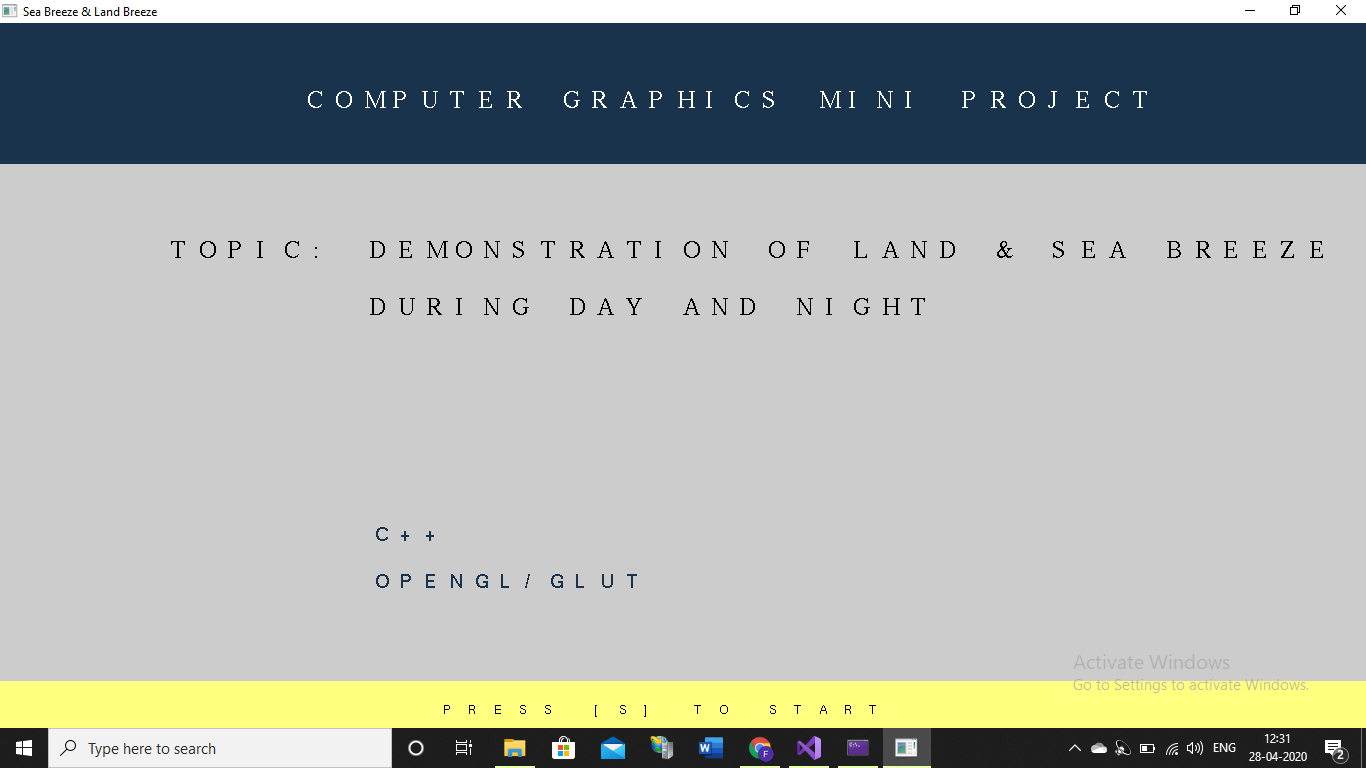 Sea Breeze & Land Breeze
COMPUTER GRAPHICS MINI PROJECT
TOPIC: DEMONSTRATION OF LAND & SEA BREEZE
DURING DAY AND NIGHT
C++
OPENGL/GLUT
Activate Windows
Go to Settings to activate Windows.
PRESS [S] TO START
Type here to search
ENG
12:31
28-04-2020
2